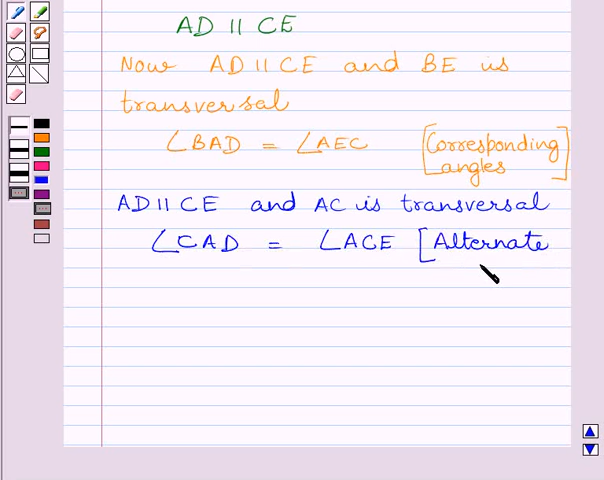 AD || CE
Now AD || CE and BE is
transversal
∠BAD = ∠AEC [Corresponding
angles]
AD || CE and AC is transversal
∠CAD = ∠ACE [Alternate